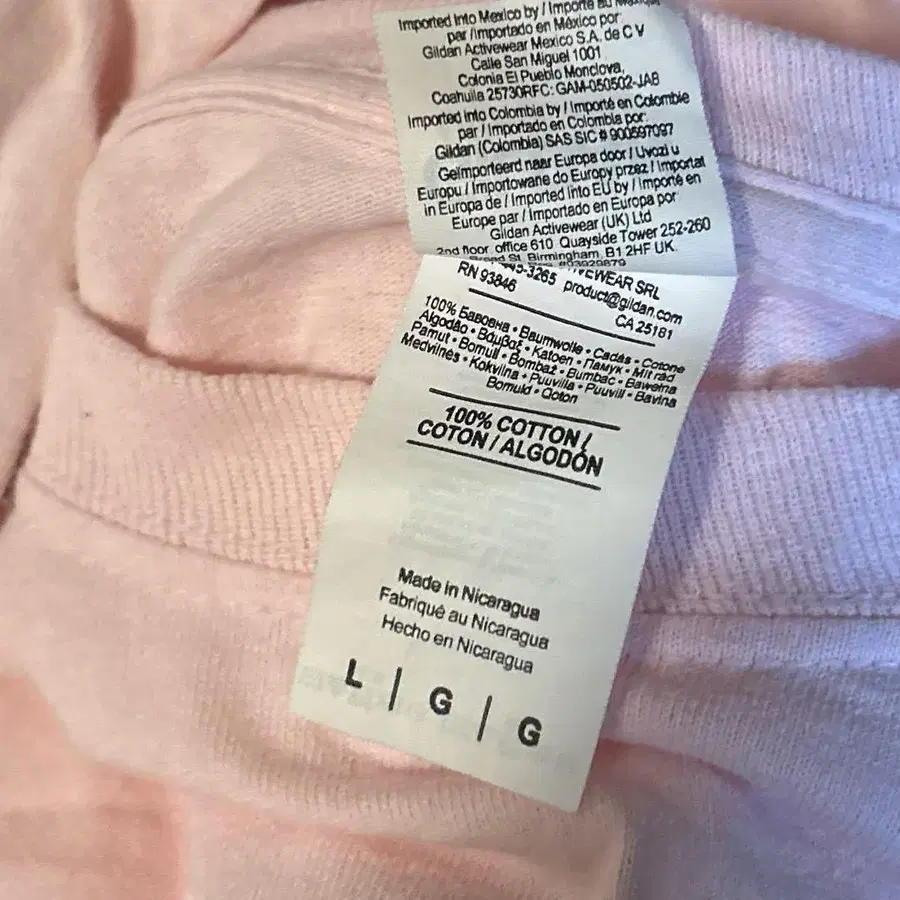 Imported into Mexico by / Importé au Mexique
par / Importado en México por:
Gildan Activewear Mexico S.A. de C V
Calle San Miguel 1001
Colonia El Pueblo Monclova,
Coahuila 25730RFC: GAM-050502-JA8
Imported into Colombia by / Importé en Colombie
par / Importado en Colombia por:
Gildan (Colombia) SAS SIC # 900597097
Geïmporteerd naar Europa door / Uvozi u
Europu / Importowane do Europy przez / Importat
in Europa de / Imported into EU by / Importé en
Europe par / Importado en Europa por
Gildan Activewear (UK) Ltd
2nd floor, office 610 Quayside Tower 252-260
St, Birmingham, B1 2HF UK.
EWEAR SRL
-3265 product@gildan.com
RN 93846
CA 25181
100% Бавовна • Baumwolle • Cadás • Cotone
Algodão • Βάμβαξ • Katoen • Памук • Mit räd
Pamut • Bomull • Bombaž • Bumbac • Bawełna
Medvilnės • Kokvilna • Puuvilla • Puuvill • Bavlna
Bomuld • Qoton
100% COTTON /
COTON / ALGODÓN
Made in Nicaragua
Fabriqué au Nicaragua
Hecho en Nicaragua
L | G | G